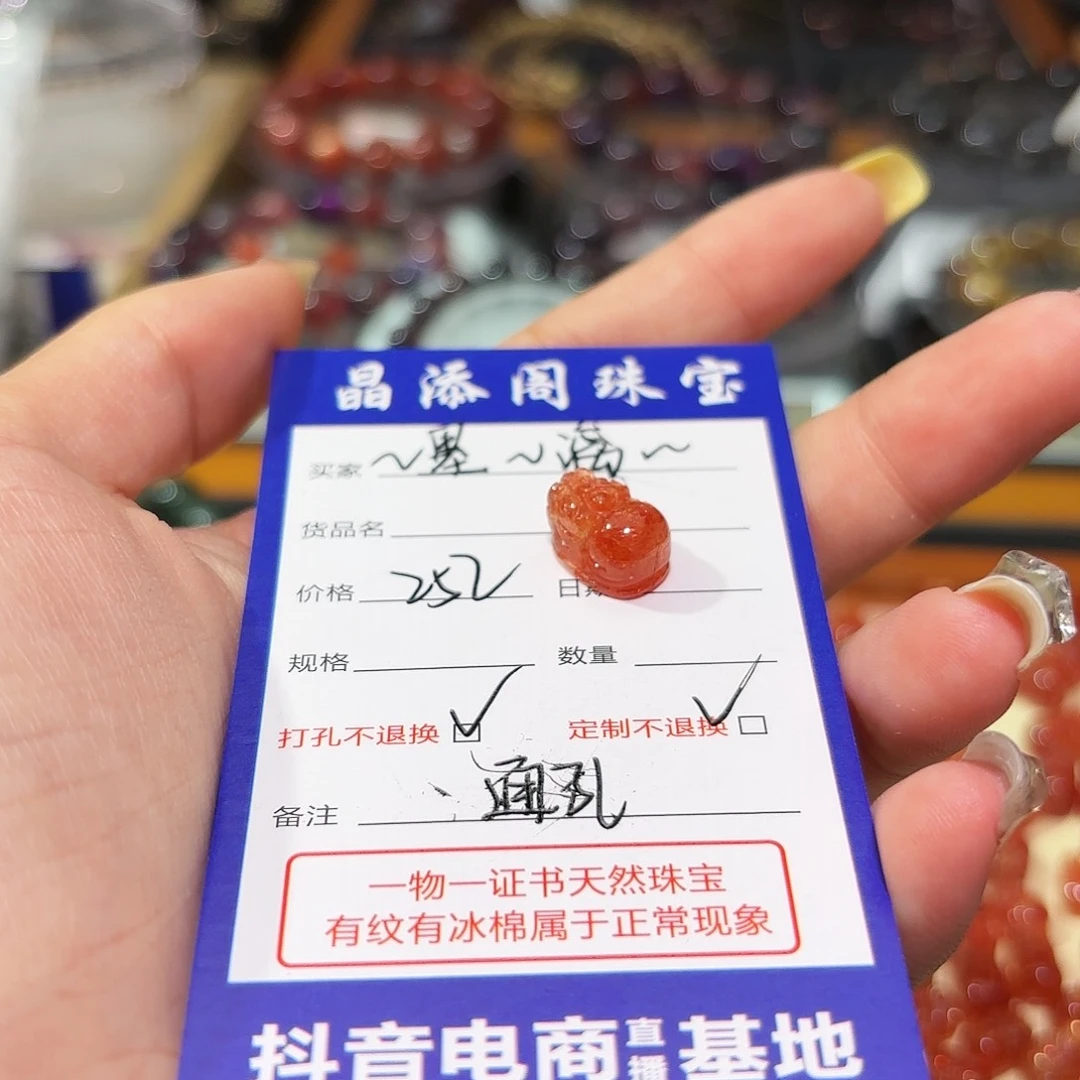 晶添阁珠宝
买家 ~墨~
货品名
价格 252 日期
规格 数量
打孔不退换 ☑ 定制不退换 ☐
备注 通孔
一物一证书天然珠宝
有纹有冰棉属于正常现象
抖音电商直播基地